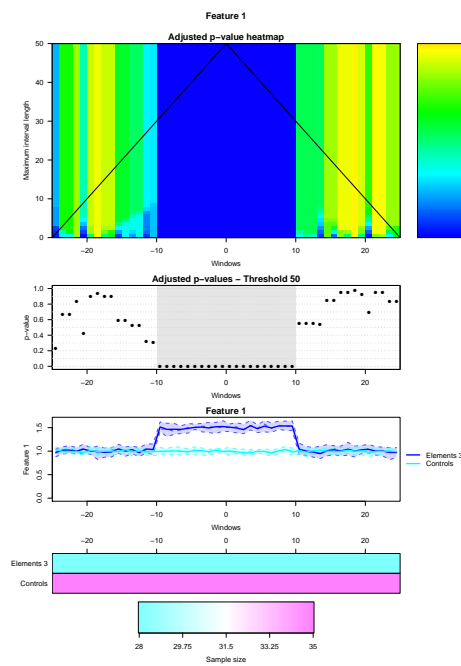 Feature 1
Adjusted p−value heatmap
50
40
30
20
10
0
Maximum interval length
−20 −10 0 10 20
Windows
Adjusted p−values − Threshold 50
1.0
0.8
0.6
0.4
0.2
0.0
p−value
−20 −10 0 10 20
Windows
Feature 1
1.5
1.0
0.5
0.0
Feature 1
Elements 3
Controls
−20 −10 0 10 20
Windows
−20 −10 0 10 20
Elements 3
Controls
28 29.75 31.5 33.25 35
Sample size